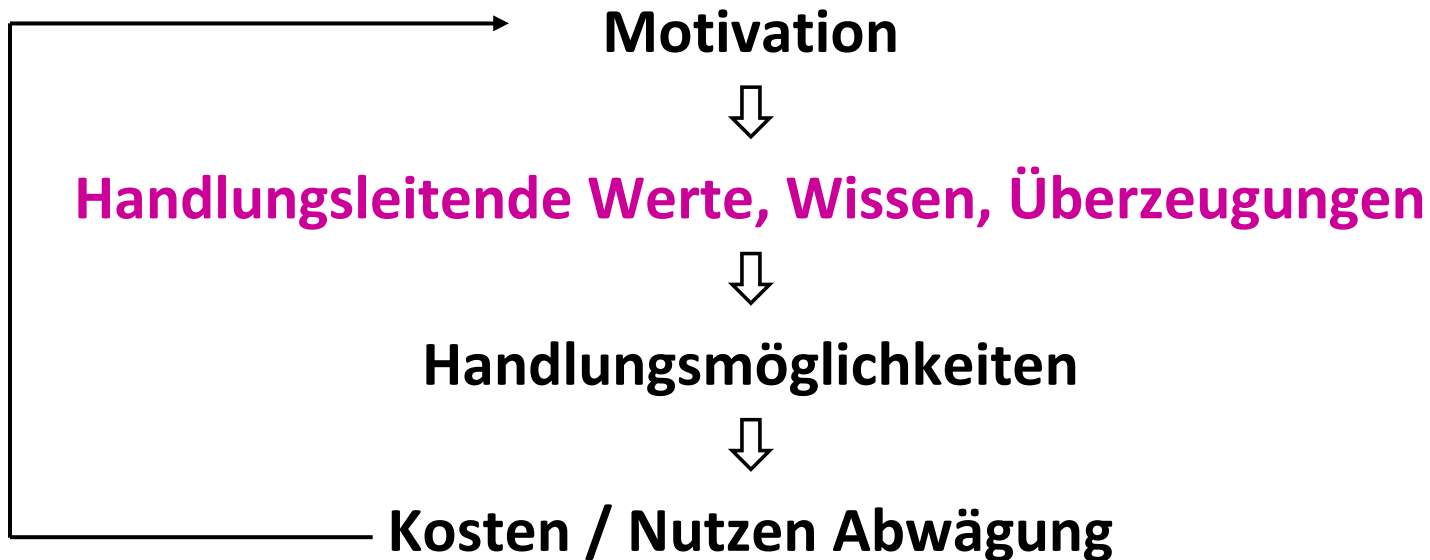 Motivation
Handlungsleitende Werte, Wissen, Überzeugungen
Handlungsmöglichkeiten
Kosten / Nutzen Abwägung